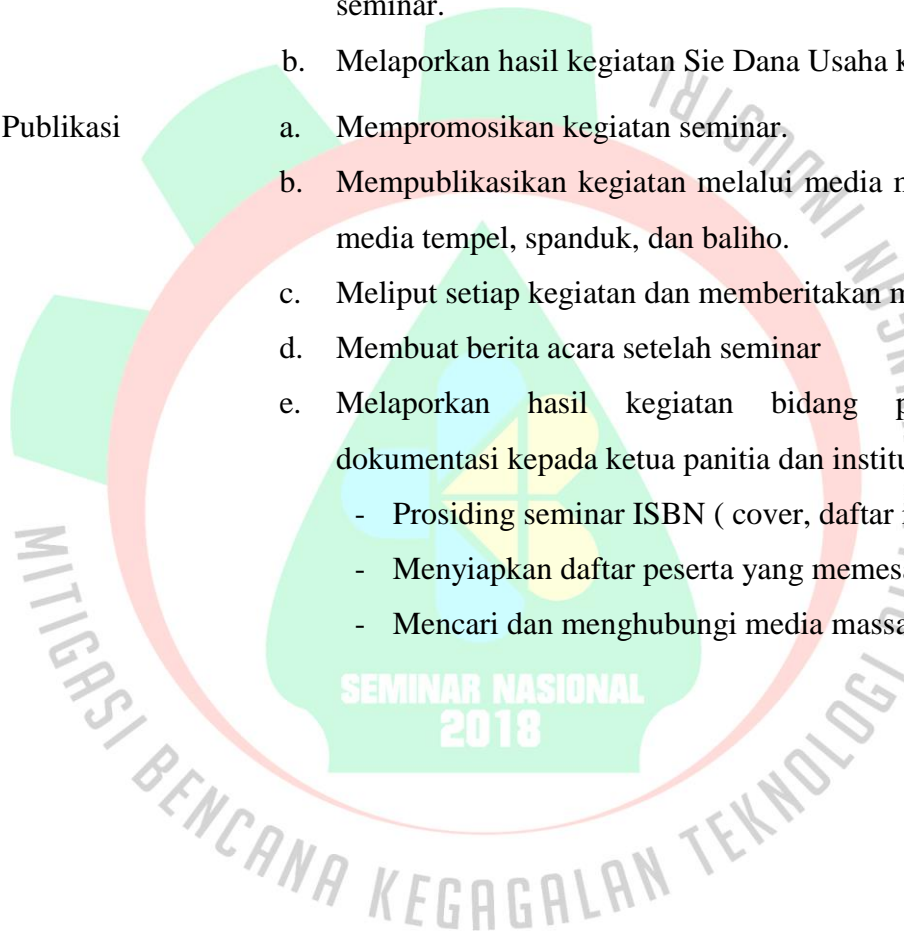 seminar.
b. Melaporkan hasil kegiatan Sie Dana Usaha
Publikasi a. Mempromosikan kegiatan seminar.
b. Mempublikasikan kegiatan melalui media
media tempel, spanduk, dan baliho.
c. Meliput setiap kegiatan dan memberitakan
d. Membuat berita acara setelah seminar
e. Melaporkan hasil kegiatan bidang
dokumentasi kepada ketua panitia dan
- Prosiding seminar ISBN ( cover, daftar
- Menyiapkan daftar peserta yang
- Mencari dan menghubungi media massa
SEMINAR NASIONAL
2018
MITIGASI BENCANA KEGAGALAN TEKNOLOGI
INDUSTRI